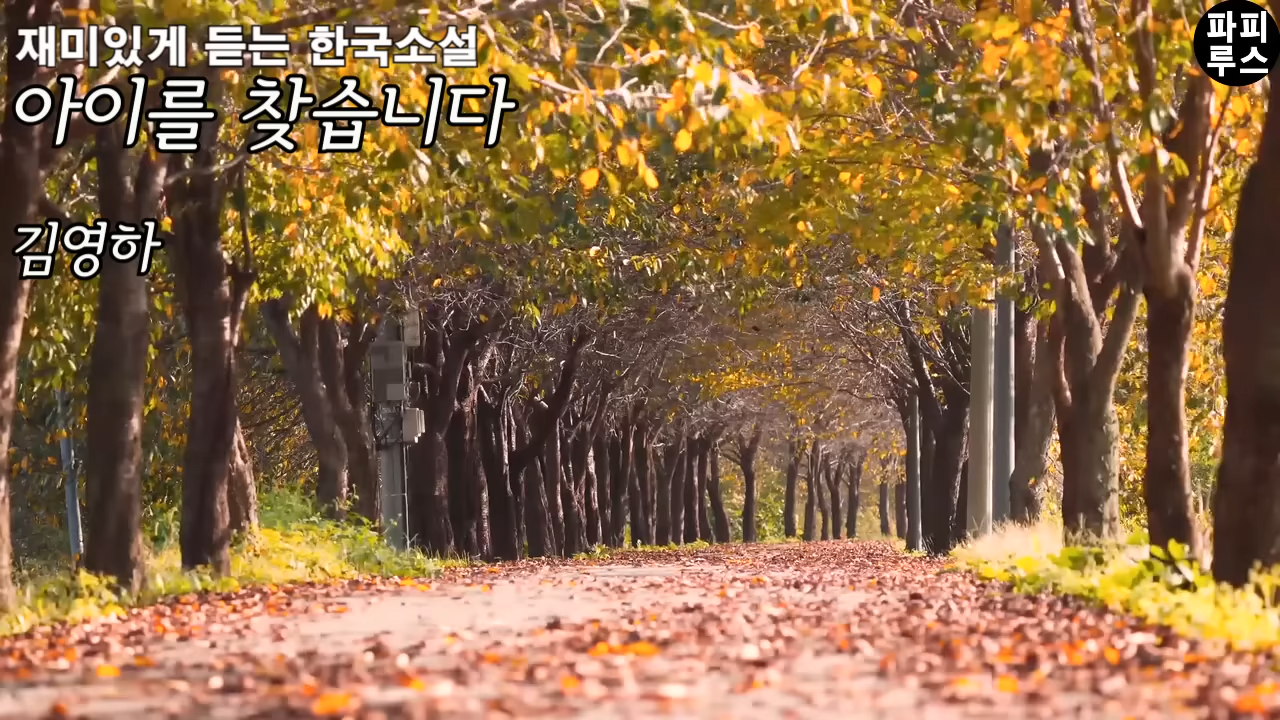 재미있게 듣는 한국소설
아이를 찾습니다
김영하
파피
루스